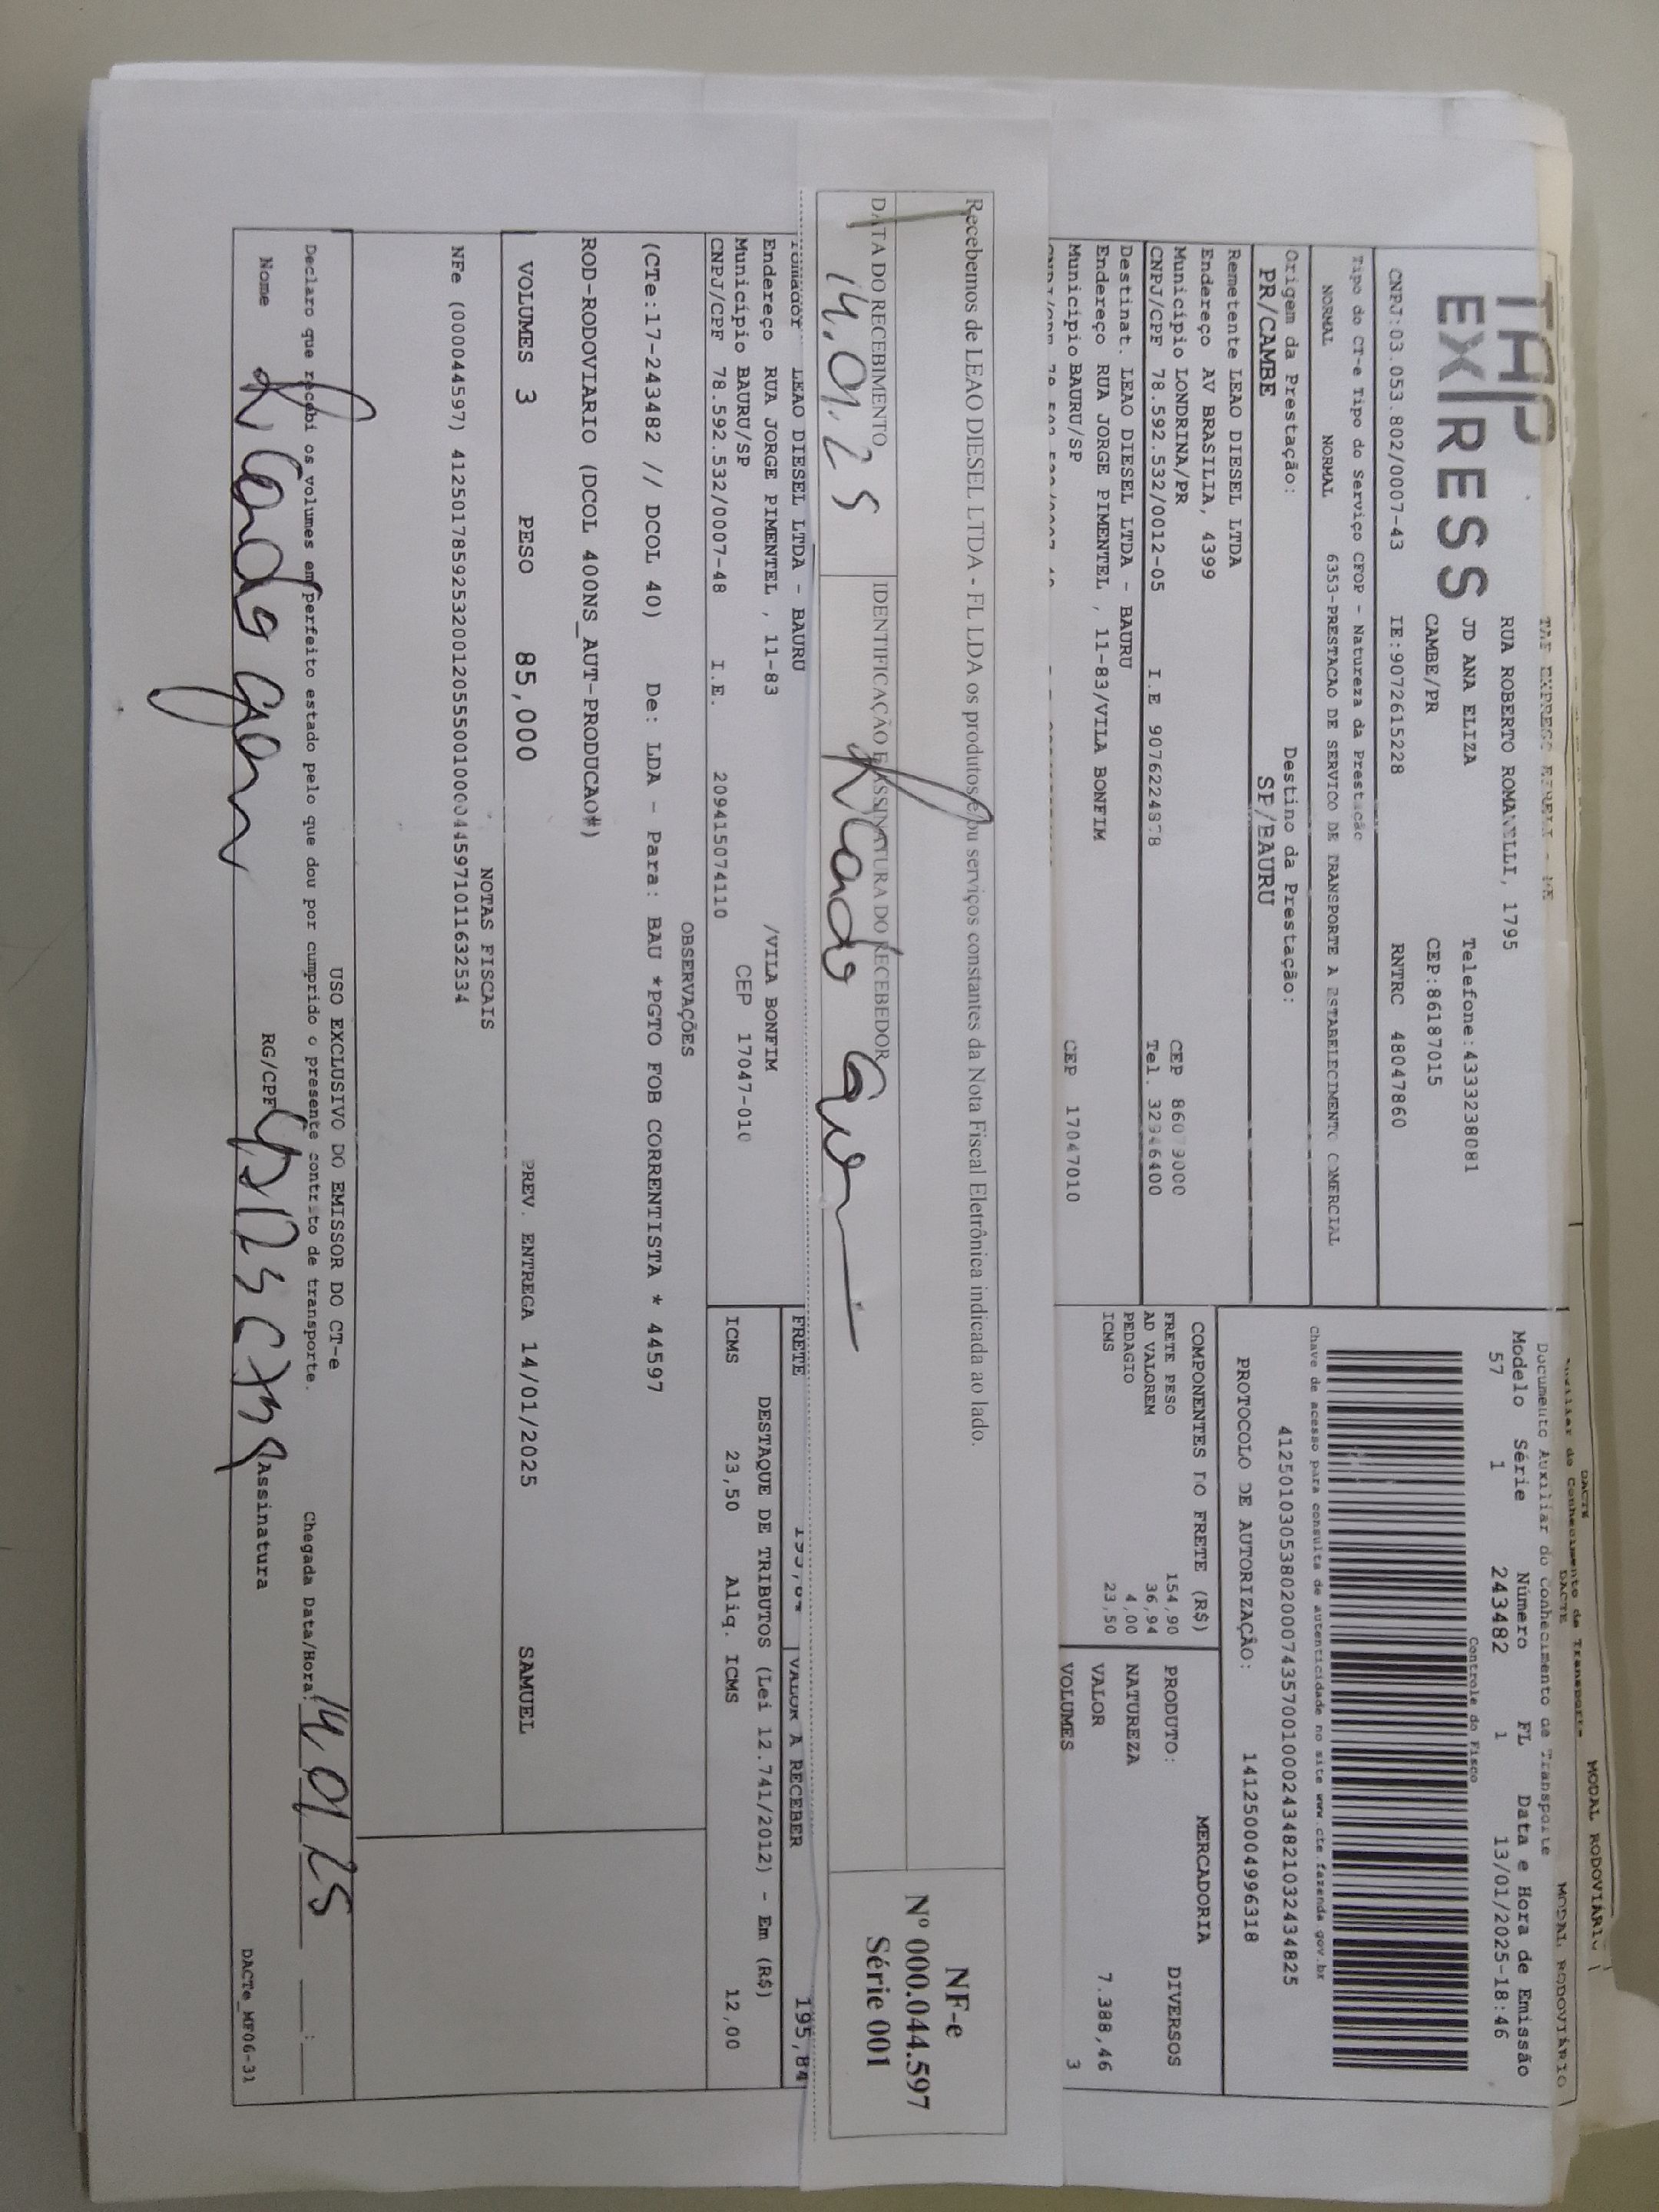 MODAL RODOVIÁRIO
DACTE
MODAL RODOVIÁRIO
Documento Auxiliar do Conhecimento de Transporte
TAP EXPRESS
TAP EXPRESS EIRELI - ME
RUA ROBERTO ROMANELLI, 1795
JD ANA ELIZA Telefone:4333238081
CAMBE/PR CEP:86187015
CNPJ:03.053.802/0007-43 IE:9072615228 RNTRC 48047860
Modelo Série Número FL Data e Hora de Emissão
57 1 243482 1 13/01/2025-18:46
Controle do Fisco
Tipo do CT-e Tipo do Serviço CFOP - Natureza da Prestacão
NORMAL NORMAL 6353-PRESTACAO DE SERVICO DE TRANSPORTE A ESTABELECIMENTO COMERCIAL
Chave de acesso para consulta de autenticidade no site www.cte.fazenda.gov.br
41250103053802000743570010002434821032434825
Origem da Prestação: Destino da Prestação:
PR/CAMBE SP/BAURU
PROTOCOLO DE AUTORIZAÇÃO: 141250004996318
Remetente LEAO DIESEL LTDA
Endereço AV BRASILIA, 4399
Município LONDRINA/PR CEP 86079000
CNPJ/CPF 78.592.532/0012-05 I.E 9076224878 Tel. 32946400
Destinat. LEAO DIESEL LTDA - BAURU
Endereço RUA JORGE PIMENTEL , 11-83/VILA BONFIM
Município BAURU/SP CEP 17047010
COMPONENTES DO FRETE (R$)
FRETE PESO 154,90
AD VALOREM 36,94
PEDAGIO 4,00
ICMS 23,50
MERCADORIA
PRODUTO: DIVERSOS
NATUREZA
VALOR 7.388,46
VOLUMES 3
Recebemos de LEAO DIESEL LTDA - FL LDA os produtos e/ou serviços constantes da Nota Fiscal Eletrônica indicada ao lado.
DATA DO RECEBIMENTO IDENTIFICAÇÃO E ASSINATURA DO RECEBEDOR
14.01.25
NF-e
Nº 000.044.597
Série 001
Tomador LEAO DIESEL LTDA - BAURU
Endereço RUA JORGE PIMENTEL , 11-83 /VILA BONFIM
Município BAURU/SP CEP 17047-010
CNPJ/CPF 78.592.532/0007-48 I.E. 209415074110
FRETE 195,84 VALOR A RECEBER 195,84
DESTAQUE DE TRIBUTOS (Lei 12.741/2012) - Em (R$)
ICMS 23,50 Aliq. ICMS 12,00
OBSERVAÇÕES
(CTe:17-243482 // DCOL 40) De: LDA - Para: BAU *PGTO FOB CORRENTISTA * 44597
ROD-RODOVIARIO (DCOL 400NS_AUT-PRODUCAO#)
VOLUMES 3 PESO 85,000 PREV. ENTREGA 14/01/2025 SAMUEL
NOTAS FISCAIS
NFe (000044597) 41250178592532001205550010000445971011632534
USO EXCLUSIVO DO EMISSOR DO CT-e
Declaro que recebi os volumes em perfeito estado pelo que dou por cumprido o presente contrato de transporte. Chegada Data/Hora: 14 01 25 :
Nome RG/CPF Assinatura
DACTe_MF06-31